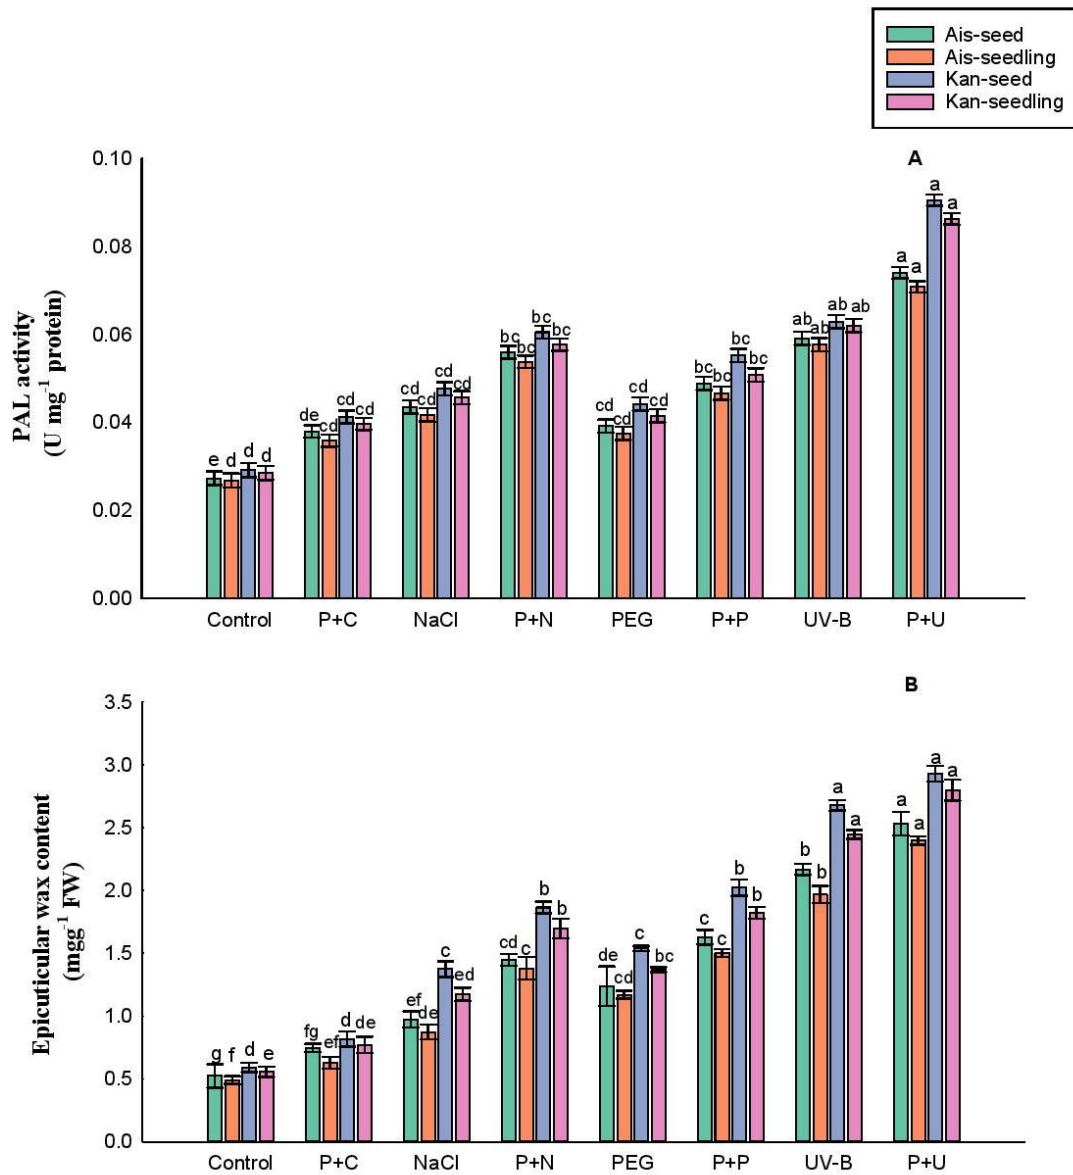 Ais-seed
Ais-seedling
Kan-seed
Kan-seedling
A
PAL activity
(U mg⁻¹ protein)
0.10
0.08
0.06
0.04
0.02
0.00
e d d d
de cd cd cd
cd cd cd cd
bc bc bc bc
cd cd cd cd
bc bc bc bc
ab ab ab ab
a a a a
Control P+C NaCl P+N PEG P+P UV-B P+U
B
Epicuticular wax content
(mgg⁻¹ FW)
3.5
3.0
2.5
2.0
1.5
1.0
0.5
0.0
g f d e
fg ef d de
ef de c ed
cd c b b
de cd c bc
c c b b
b b a a
a a a a
Control P+C NaCl P+N PEG P+P UV-B P+U